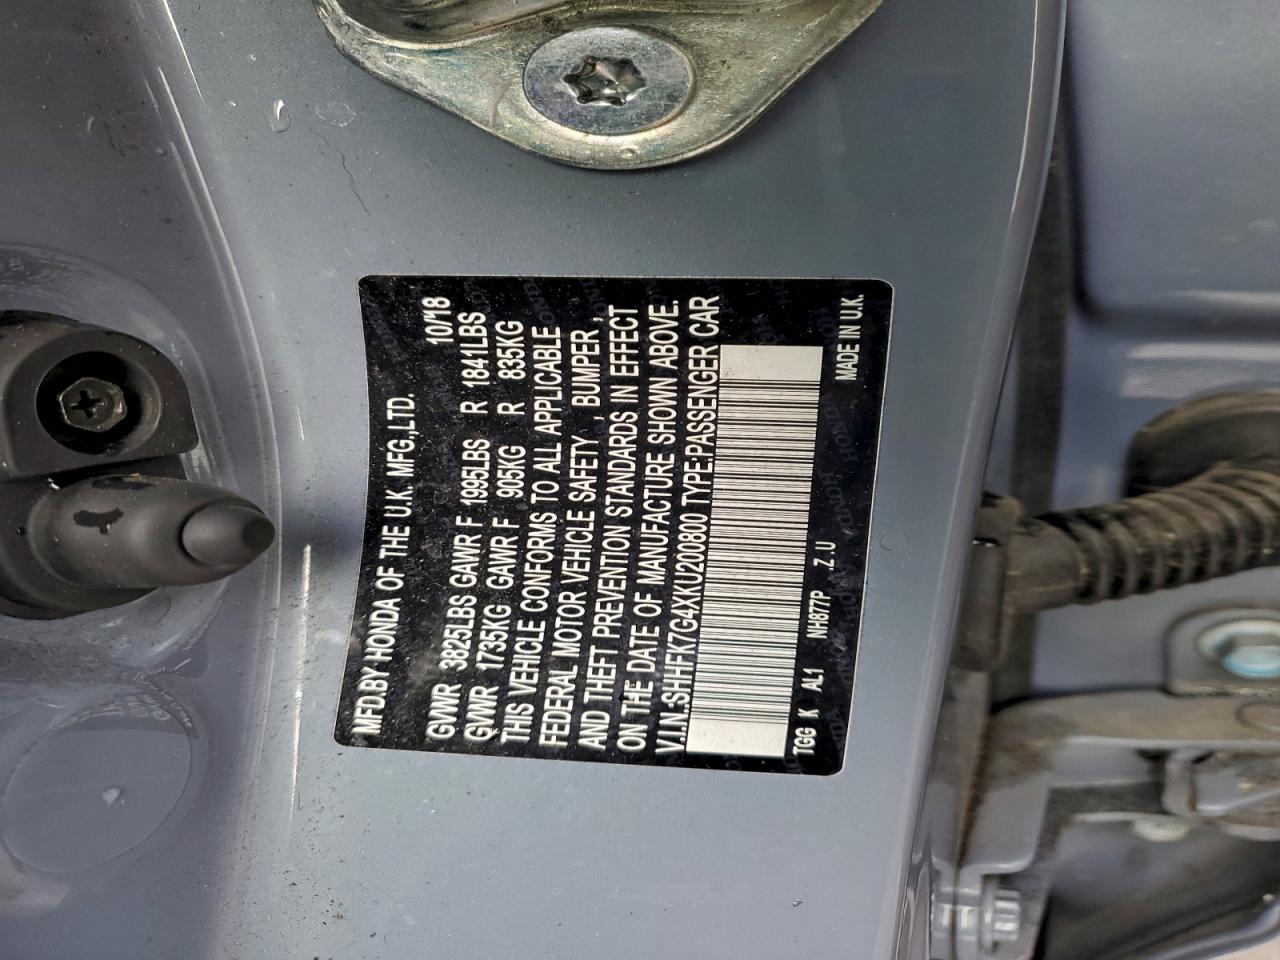 MFD.BY HONDA OF THE U.K. MFG.,LTD.
10/'18
GVWR 3825LBS GAWR F 1995LBS R 1841LBS
GVWR 1735KG GAWR F 905KG R 835KG
THIS VEHICLE CONFORMS TO ALL APPLICABLE
FEDERAL MOTOR VEHICLE SAFETY , BUMPER ,
AND THEFT PREVENTION STANDARDS IN EFFECT
ON THE DATE OF MANUFACTURE SHOWN ABOVE.
V.I.N.:SHHFK7G4XKU200800 TYPE:PASSENGER CAR
TGG K AL1 NH877P .Z.U
MADE IN U.K.